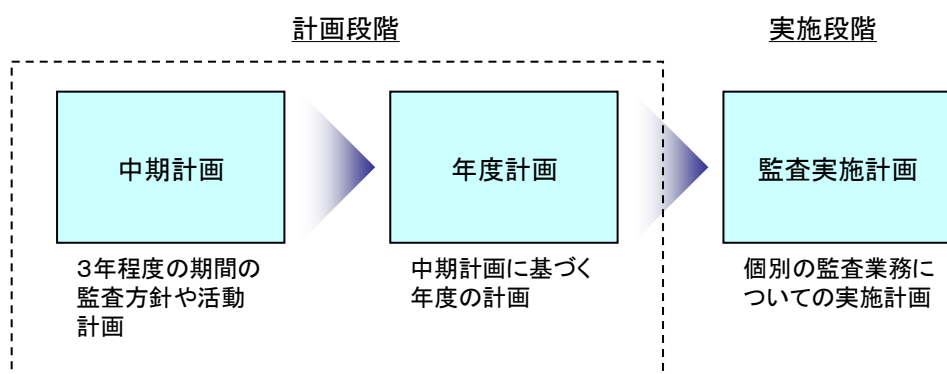 計画段階
実施段階
中期計画
年度計画
監査実施計画
３年程度の期間の
監査方針や活動
計画
中期計画に基づく
年度の計画
個別の監査業務に
ついての実施計画